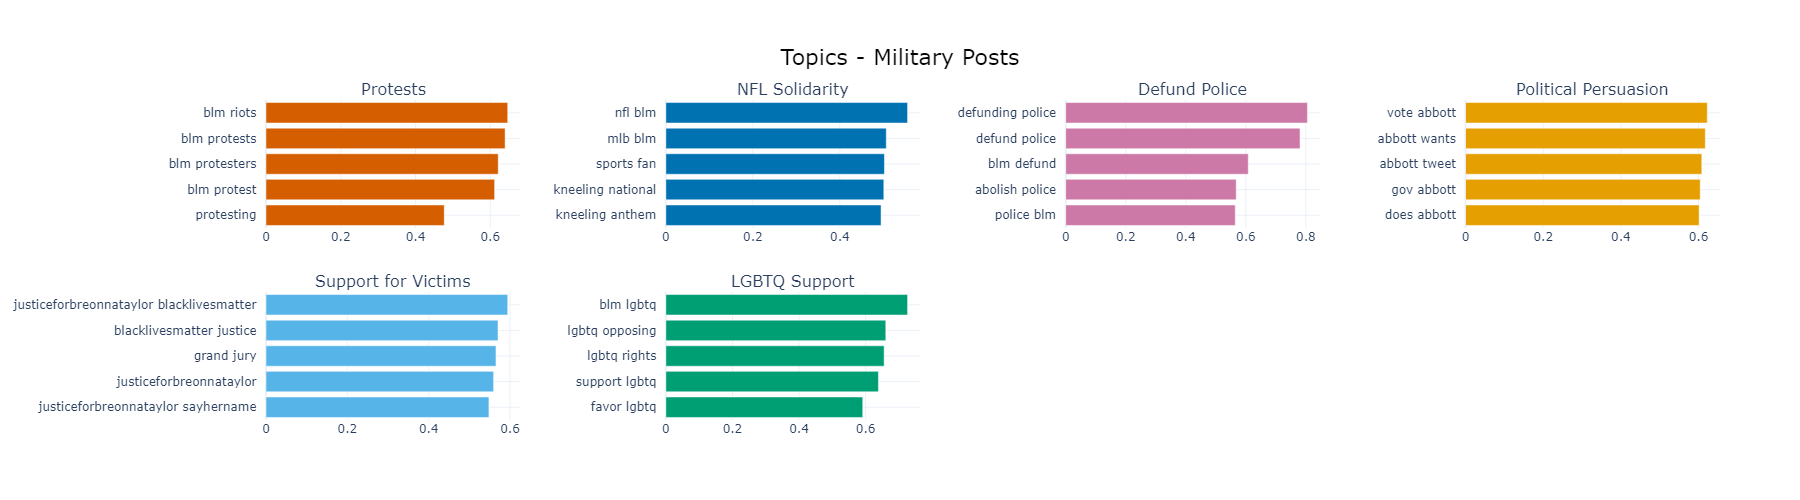 Topics - Military Posts
Protests
blm riots
blm protests
blm protesters
blm protest
protesting
0 0.2 0.4 0.6
NFL Solidarity
nfl blm
mlb blm
sports fan
kneeling national
kneeling anthem
0 0.2 0.4
Defund Police
defunding police
defund police
blm defund
abolish police
police blm
0 0.2 0.4 0.6 0.8
Political Persuasion
vote abbott
abbott wants
abbott tweet
gov abbott
does abbott
0 0.2 0.4 0.6
Support for Victims
justiceforbreonnataylor blacklivesmatter
blacklivesmatter justice
grand jury
justiceforbreonnataylor
justiceforbreonnataylor sayhername
0 0.2 0.4 0.6
LGBTQ Support
blm lgbtq
lgbtq opposing
lgbtq rights
support lgbtq
favor lgbtq
0 0.2 0.4 0.6